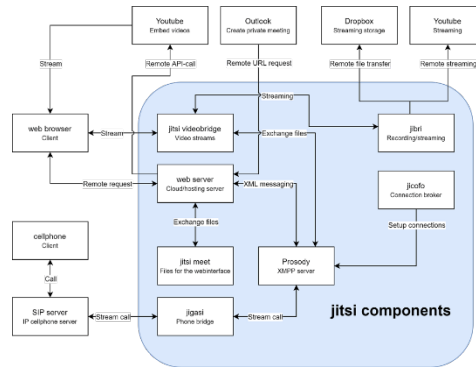 Youtube
Embed videos
Outlook
Create private meeting
Dropbox
Streaming storage
Youtube
Streaming
Stream
Remote API-call
Remote URL request
Remote file transfer
Remote streaming
Streaming
web browser
Client
Stream
jitsi videobridge
Video streams
Exchange files
jibri
Recording/streaming
Remote request
web server
Cloud/hosting server
XML messaging
jicofo
Connection broker
Exchange files
Setup connections
cellphone
Client
jitsi meet
Files for the webinterface
Prosody
XMPP server
Call
SIP server
IP cellphone server
Stream call
jigasi
Phone bridge
Stream call
jitsi components